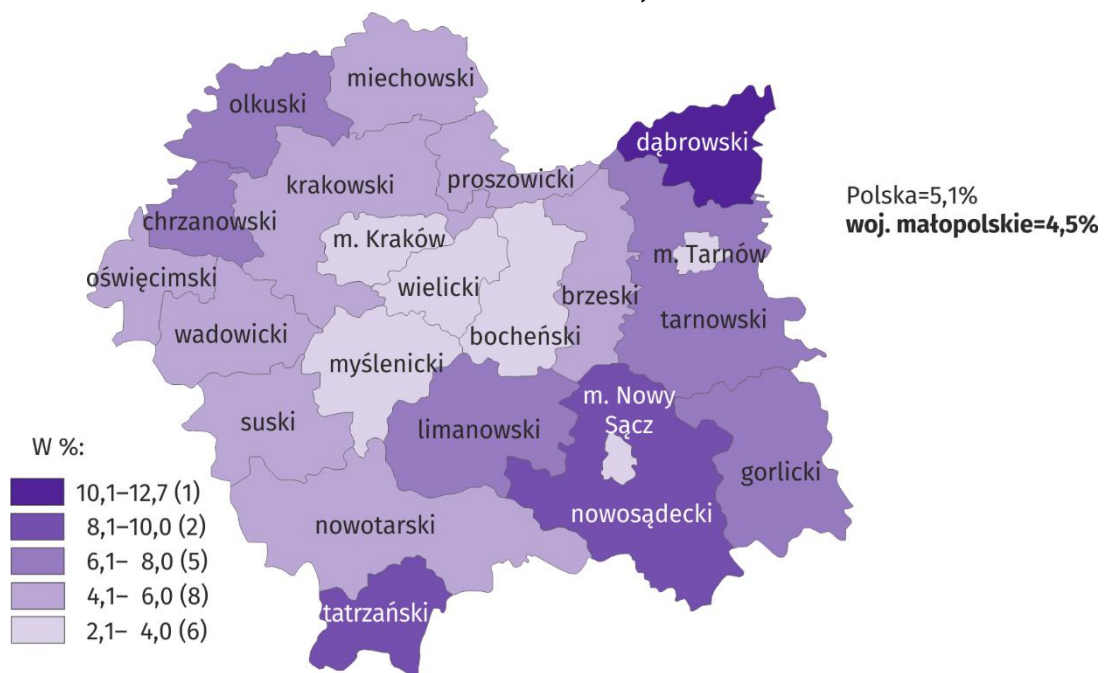 miechowski
olkuski
dąbrowski
krakowski
proszowicki
Polska=5,1%
woj. małopolskie=4,5%
chrzanowski
m. Kraków
m. Tarnów
oświęcimski
wielicki
brzeski
wadowicki
bocheński
tarnowski
myślenicki
m. Nowy
Sącz
suski
limanowski
gorlicki
nowosądecki
nowotarski
tatrzański
W %:
10,1–12,7 (1)
8,1–10,0 (2)
6,1– 8,0 (5)
4,1– 6,0 (8)
2,1– 4,0 (6)